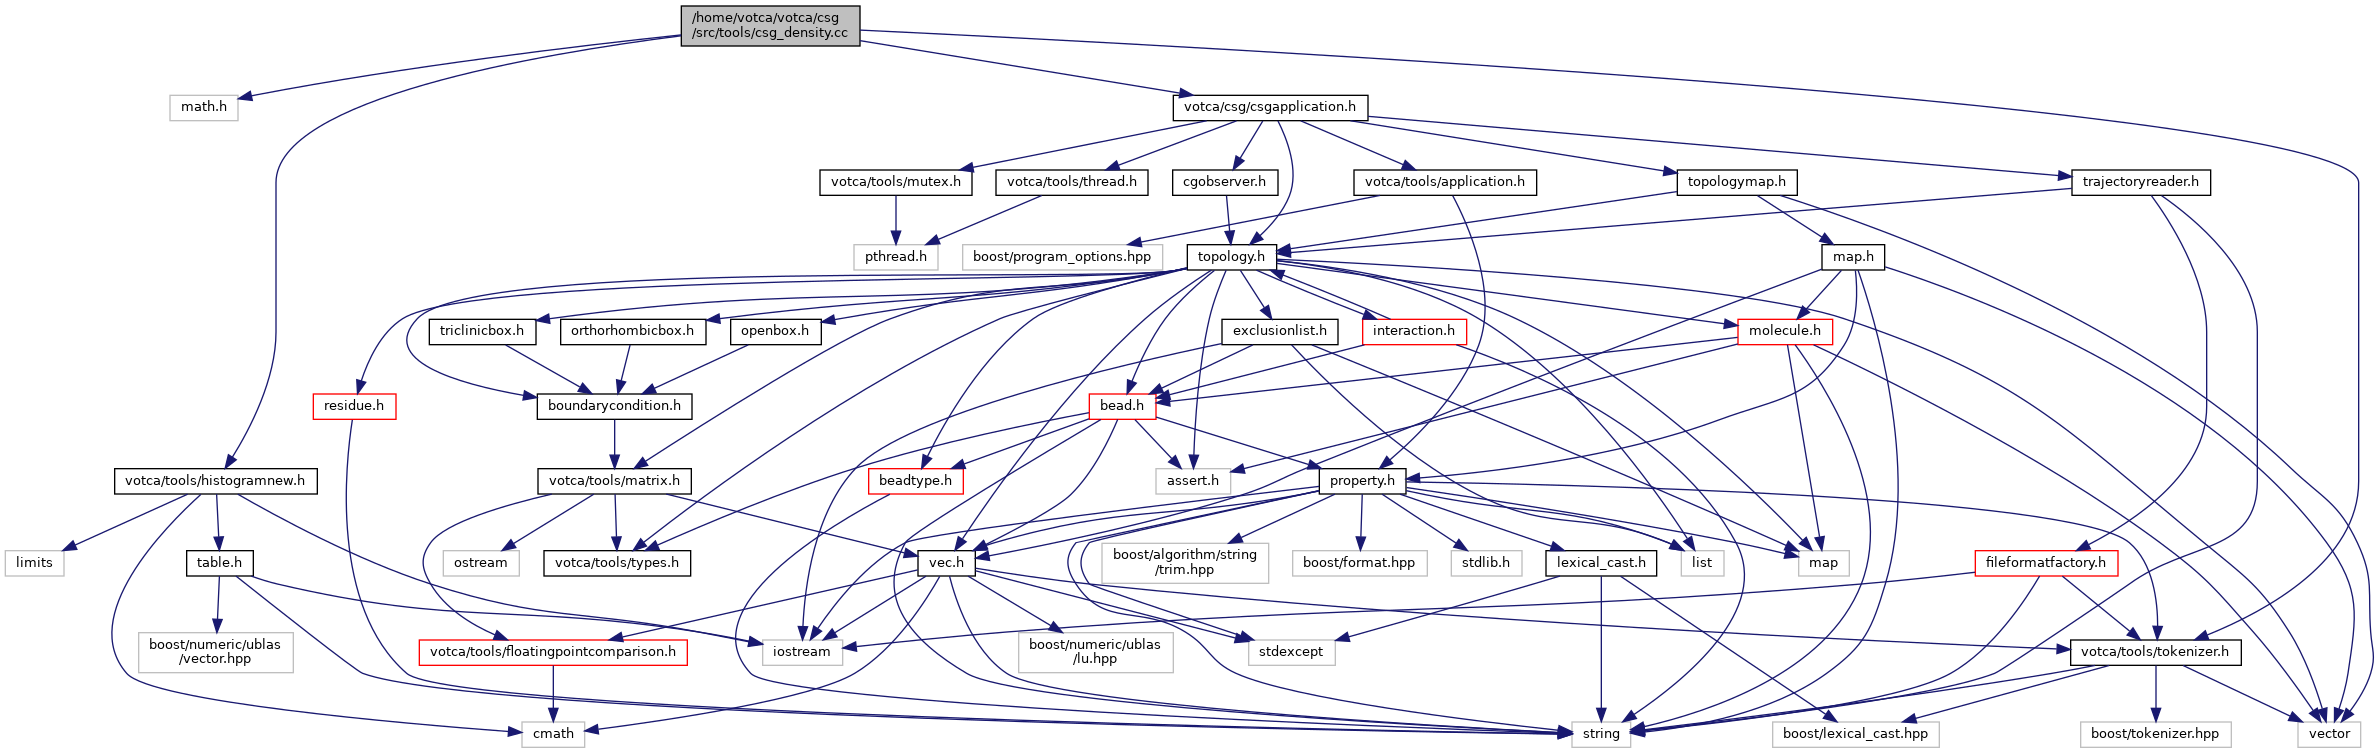 /home/votca/votca/csg
/src/tools/csg_density.cc
math.h
votca/csg/csgapplication.h
votca/tools/mutex.h
votca/tools/thread.h
cgobserver.h
votca/tools/application.h
topologymap.h
trajectoryreader.h
pthread.h
boost/program_options.hpp
topology.h
map.h
triclinicbox.h
orthorhombicbox.h
openbox.h
exclusionlist.h
interaction.h
molecule.h
residue.h
boundarycondition.h
bead.h
votca/tools/histogramnew.h
votca/tools/matrix.h
beadtype.h
assert.h
property.h
limits
table.h
ostream
votca/tools/types.h
vec.h
boost/algorithm/string
/trim.hpp
boost/format.hpp
stdlib.h
lexical_cast.h
list
map
fileformatfactory.h
boost/numeric/ublas
/vector.hpp
votca/tools/floatingpointcomparison.h
iostream
boost/numeric/ublas
/lu.hpp
stdexcept
votca/tools/tokenizer.h
cmath
string
boost/lexical_cast.hpp
boost/tokenizer.hpp
vector